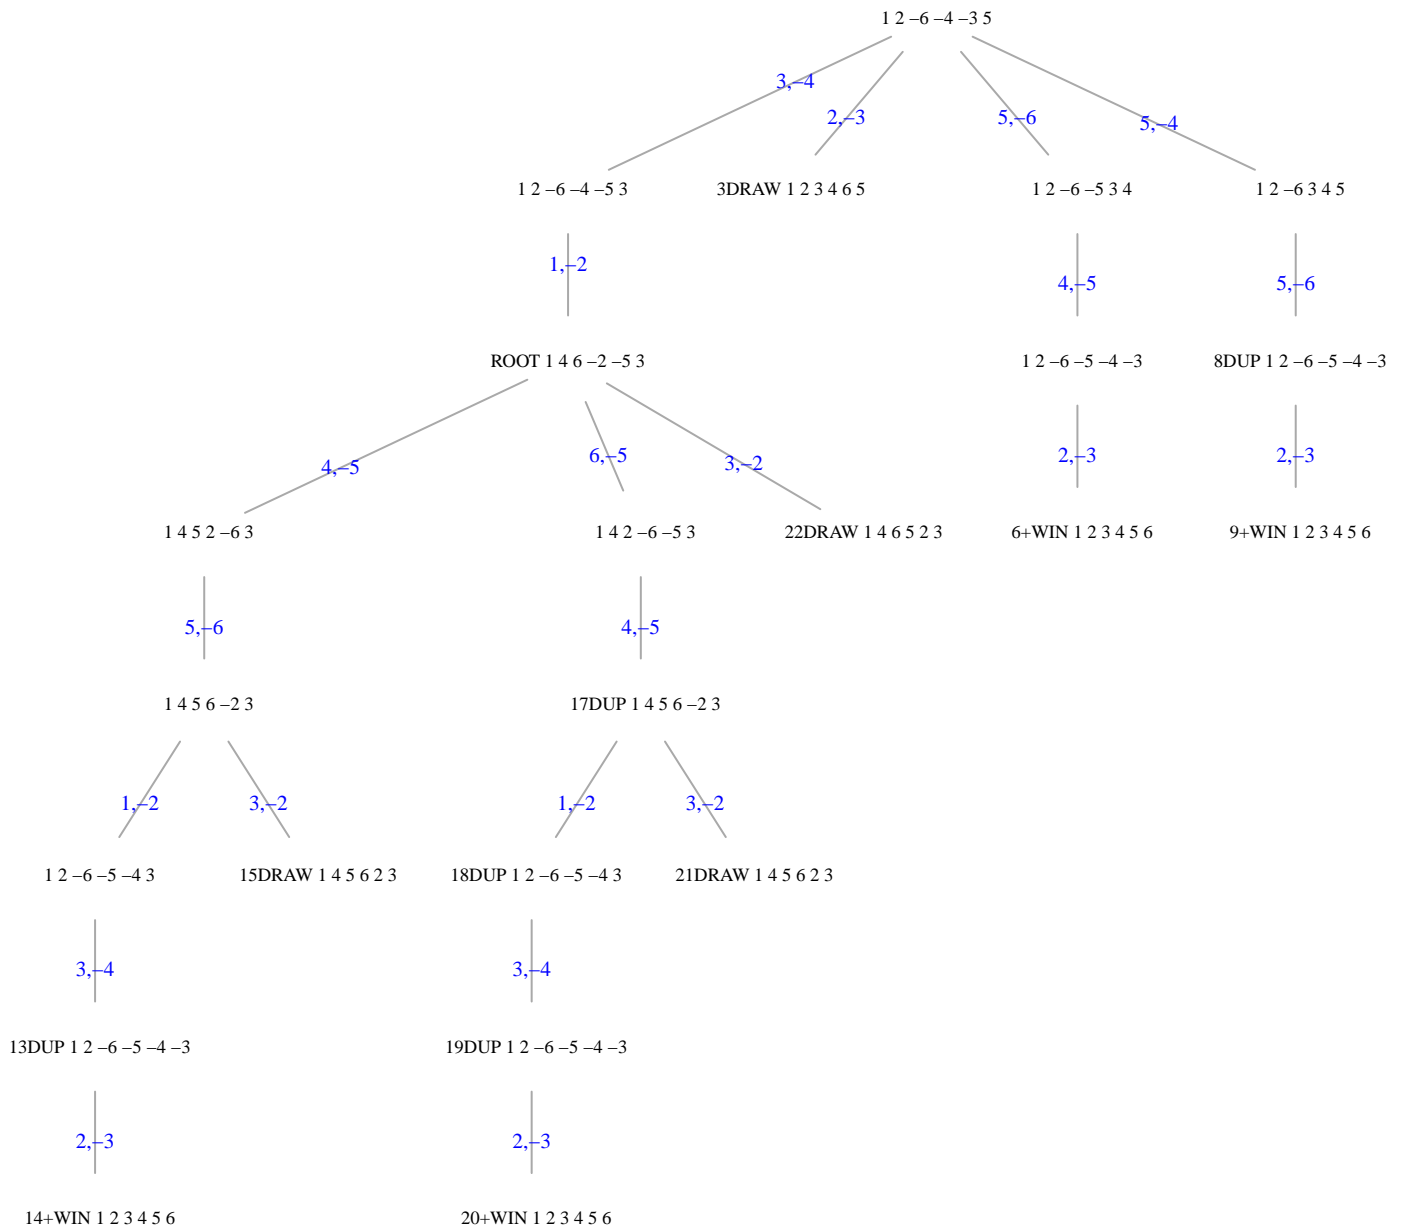 1 2 –6 –4 –3 5
3,–4
2,–3
5,–6
5,–4
1 2 –6 –4 –5 3
3DRAW 1 2 3 4 6 5
1 2 –6 –5 3 4
1 2 –6 3 4 5
1,–2
4,–5
5,–6
ROOT 1 4 6 –2 –5 3
1 2 –6 –5 –4 –3
8DUP 1 2 –6 –5 –4 –3
4,–5
6,–5
3,–2
2,–3
2,–3
1 4 5 2 –6 3
1 4 2 –6 –5 3
22DRAW 1 4 6 5 2 3
6+WIN 1 2 3 4 5 6
9+WIN 1 2 3 4 5 6
5,–6
4,–5
1 4 5 6 –2 3
17DUP 1 4 5 6 –2 3
1,–2
3,–2
1,–2
3,–2
1 2 –6 –5 –4 3
15DRAW 1 4 5 6 2 3
18DUP 1 2 –6 –5 –4 3
21DRAW 1 4 5 6 2 3
3,–4
3,–4
13DUP 1 2 –6 –5 –4 –3
19DUP 1 2 –6 –5 –4 –3
2,–3
2,–3
14+WIN 1 2 3 4 5 6
20+WIN 1 2 3 4 5 6